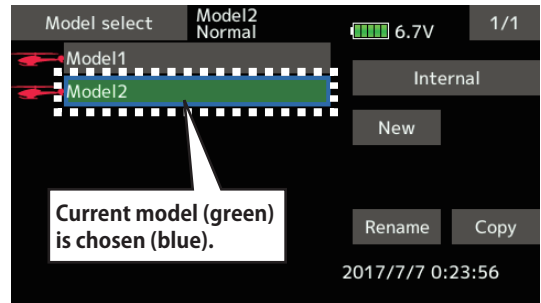 Model select
Model2
Normal
6.7V
1/1
Model1
Model2
Internal
New
Current model (green)
is chosen (blue).
Rename
Copy
2017/7/7 0:23:56